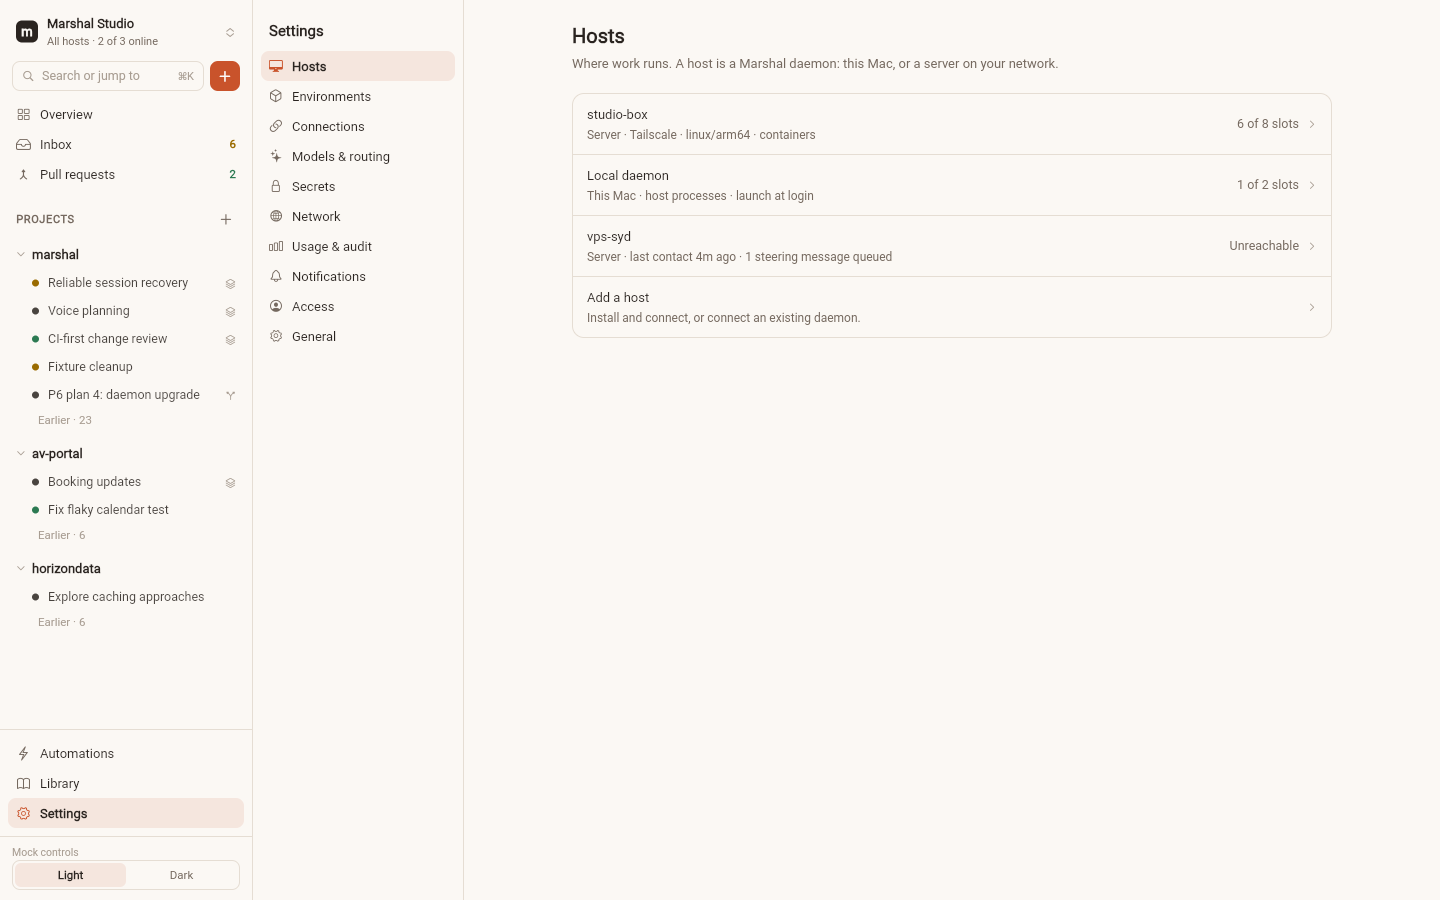 m
Marshal Studio
All hosts · 2 of 3 online
Search or jump to
⌘K
Overview
Inbox
6
Pull requests
2
PROJECTS
marshal
Reliable session recovery
Voice planning
CI-first change review
Fixture cleanup
P6 plan 4: daemon upgrade
Earlier · 23
av-portal
Booking updates
Fix flaky calendar test
Earlier · 6
horizondata
Explore caching approaches
Earlier · 6
Automations
Library
Settings
Mock controls
Light
Dark
Settings
Hosts
Environments
Connections
Models & routing
Secrets
Network
Usage & audit
Notifications
Access
General
Hosts
Where work runs. A host is a Marshal daemon: this Mac, or a server on your network.
studio-box
Server · Tailscale · linux/arm64 · containers
6 of 8 slots
Local daemon
This Mac · host processes · launch at login
1 of 2 slots
vps-syd
Server · last contact 4m ago · 1 steering message queued
Unreachable
Add a host
Install and connect, or connect an existing daemon.